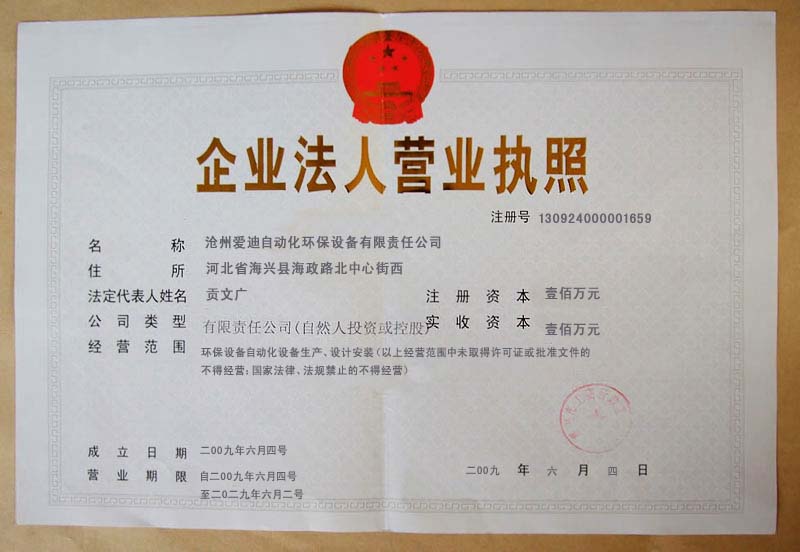 企业法人营业执照
注册号 130924000001659
名称 沧州爱迪自动化环保设备有限责任公司
住所 河北省海兴县海政路北中心街西
法定代表人姓名 贡文广 注册资本 壹佰万元
公司类型 有限责任公司(自然人投资或控股) 实收资本 壹佰万元
经营范围 环保设备自动化设备生产、设计安装(以上经营范围中未取得许可证或批准文件的
不得经营;国家法律、法规禁止的不得经营)
成立日期 二00九年六月四号
营业期限 自二00九年六月四号
至二0二九年六月二号
二00九 年 六 月 四 日